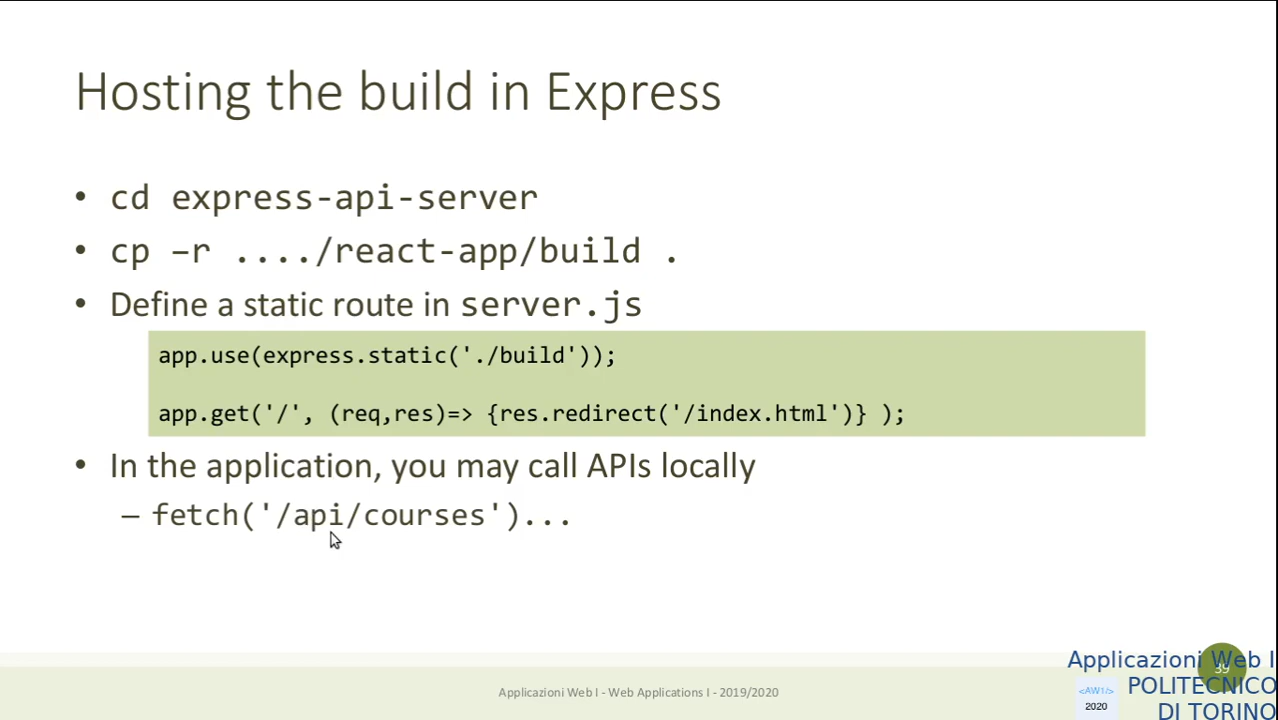 Hosting the build in Express
• cd express-api-server
• cp –r ..../react-app/build .
• Define a static route in server.js
app.use(express.static('./build'));
app.get('/', (req,res)=> {res.redirect('/index.html')} );
• In the application, you may call APIs locally
– fetch('/api/courses')...
Applicazioni Web I - Web Applications I - 2019/2020
39
Applicazioni Web I
POLITECNICO
DI TORINO
<AW1/>
2020